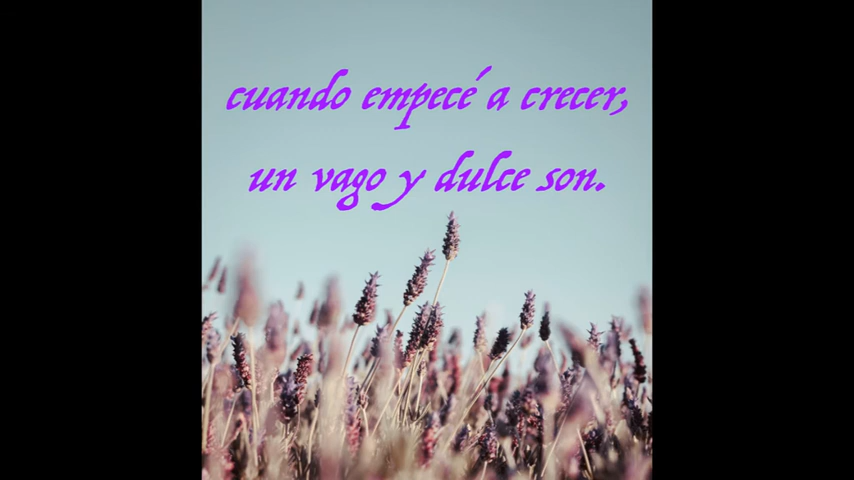 cuando empecé a crecer,
un vago y dulce son.